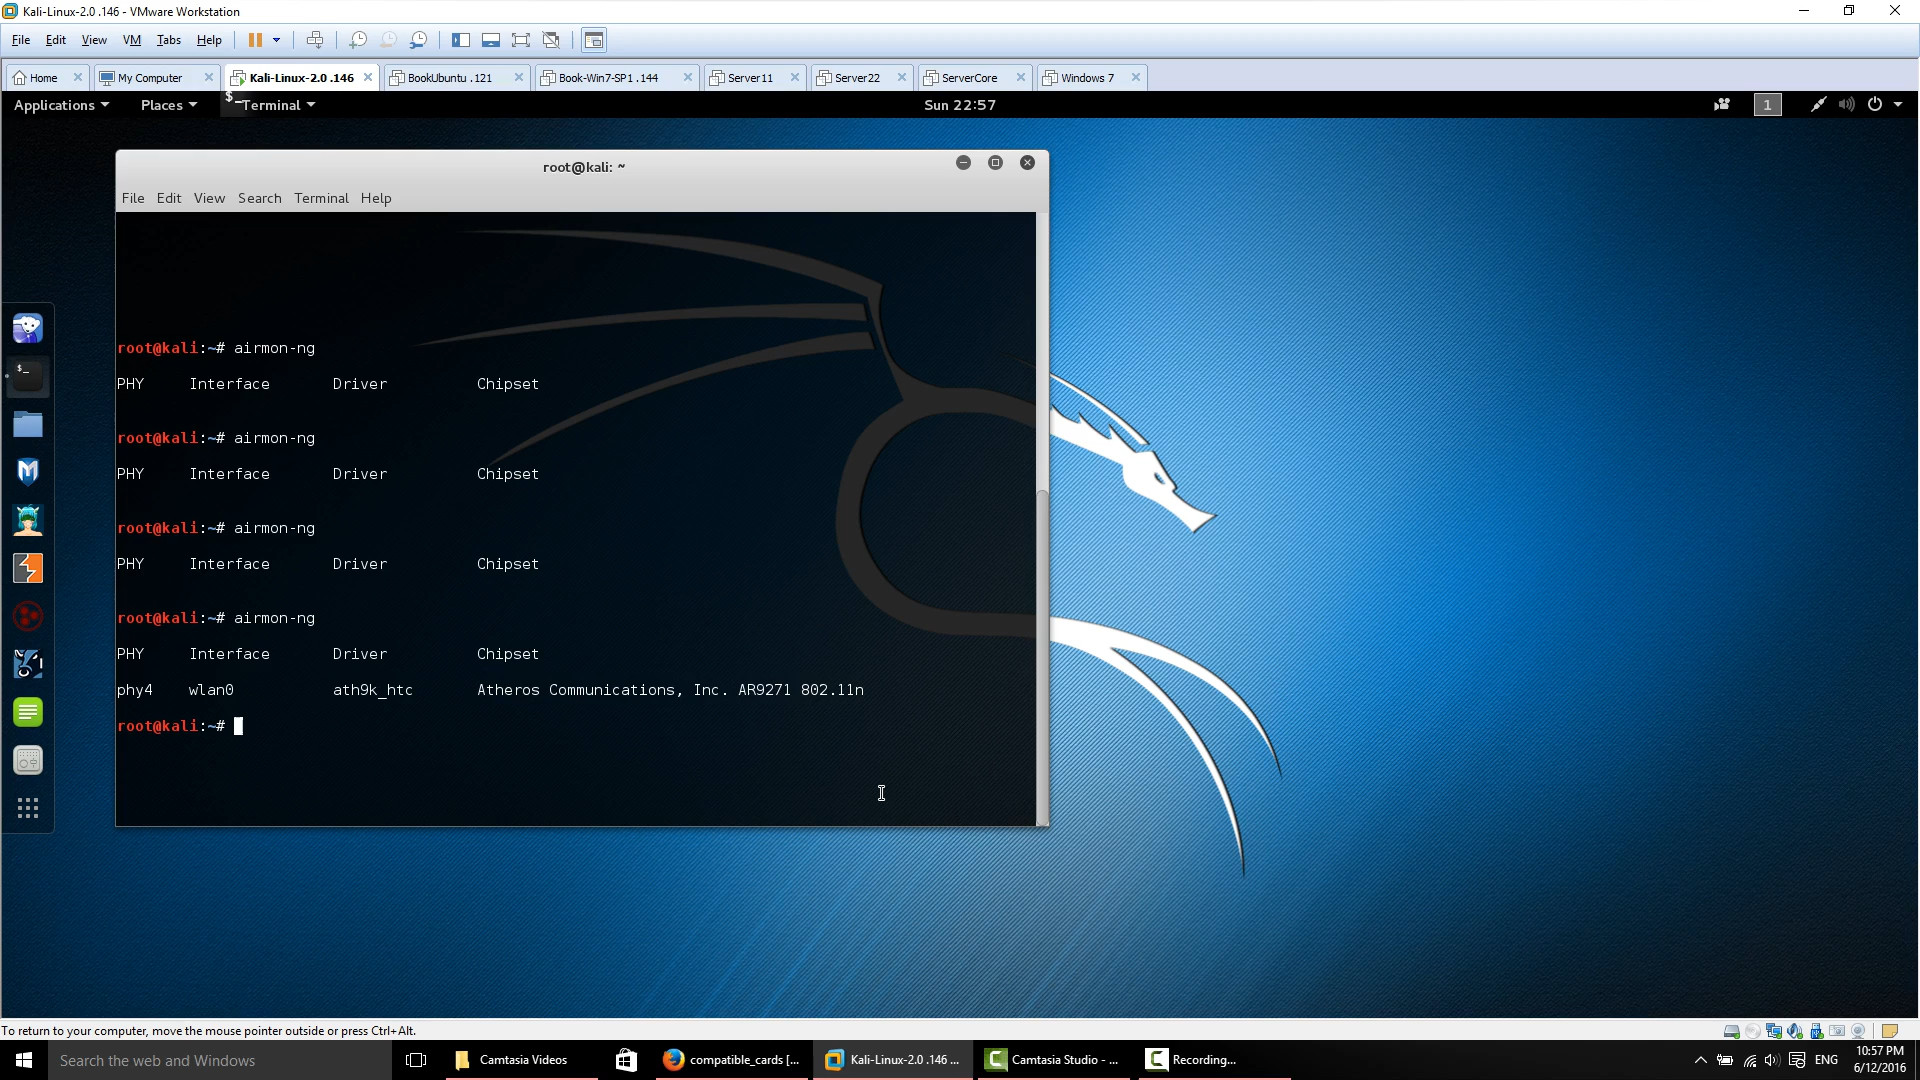 Kali-Linux-2.0 .146 - VMware Workstation
File Edit View VM Tabs Help
Home My Computer Kali-Linux-2.0 .146 BookUbuntu .121 Book-Win7-SP1 .144 Server11 Server22 ServerCore Windows 7
Applications Places Terminal Sun 22:57 1
root@kali: ~
File Edit View Search Terminal Help
root@kali:~# airmon-ng
PHY Interface Driver Chipset
root@kali:~# airmon-ng
PHY Interface Driver Chipset
root@kali:~# airmon-ng
PHY Interface Driver Chipset
root@kali:~# airmon-ng
PHY Interface Driver Chipset
phy4 wlan0 ath9k_htc Atheros Communications, Inc. AR9271 802.11n
root@kali:~#
To return to your computer, move the mouse pointer outside or press Ctrl+Alt.
Search the web and Windows Camtasia Videos compatible_cards [... Kali-Linux-2.0 .146 ... Camtasia Studio - ... Recording... ENG 10:57 PM
6/12/2016